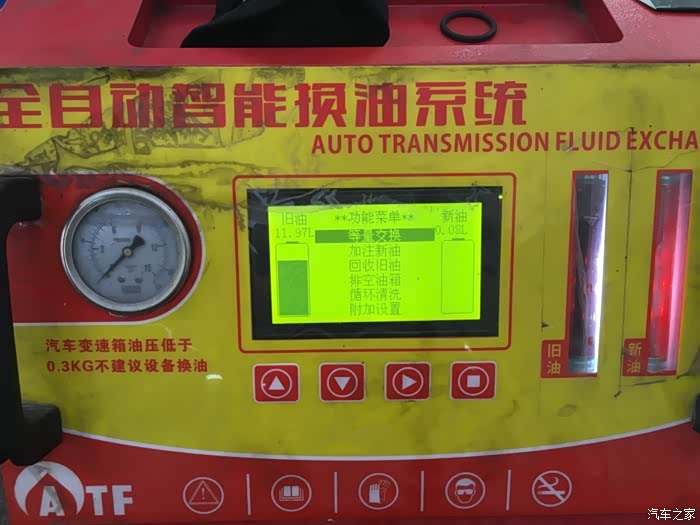 全自动智能换油系统
AUTO TRANSMISSION FLUID EXCHA
旧油 **功能菜单** 新油
11.97L 等量交换 0.08L
加注新油
回收旧油
排空油箱
循环清洗
附加设置
汽车变速箱油压低于
0.3KG不建议设备换油
旧油
新油
ATF
汽车之家